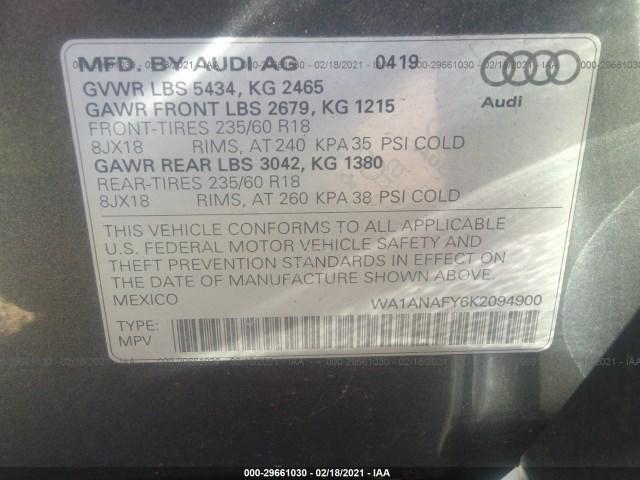 MFD. BY AUDI AG 0419
GVWR LBS 5434, KG 2465
GAWR FRONT LBS 2679, KG 1215
Audi
FRONT-TIRES 235/60 R18
8JX18 RIMS, AT 240 KPA 35 PSI COLD
GAWR REAR LBS 3042, KG 1380
REAR-TIRES 235/60 R18
8JX18 RIMS, AT 260 KPA 38 PSI COLD
THIS VEHICLE CONFORMS TO ALL APPLICABLE
U.S. FEDERAL MOTOR VEHICLE SAFETY AND
THEFT PREVENTION STANDARDS IN EFFECT ON
THE DATE OF MANUFACTURE SHOWN ABOVE.
MEXICO WA1ANAFY6K2094900
TYPE:
MPV
000-29661030 - 02/18/2021 - IAA